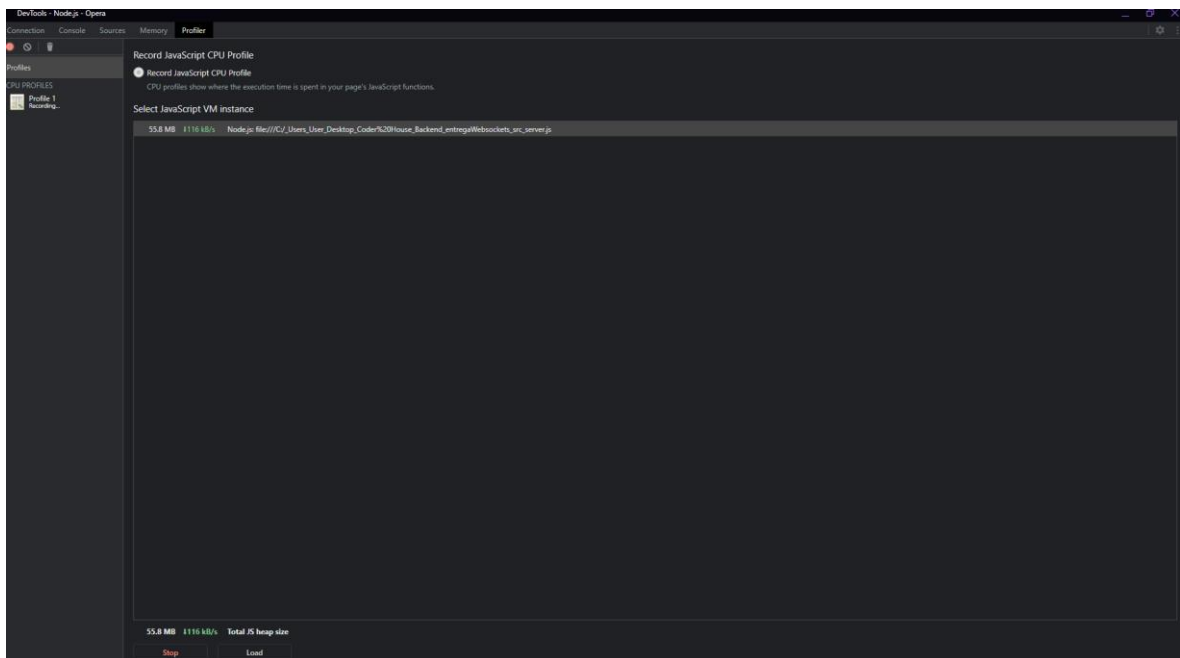 DevTools - Node.js - Opera
Connection Console Sources Memory Profiler
Profiles
CPU PROFILES
Profile 1
Recording...
Record JavaScript CPU Profile
Record JavaScript CPU Profile
CPU profiles show where the execution time is spent in your page's JavaScript functions.
Select JavaScript VM instance
55.8 MB ↓116 kB/s Node.js: file:///C:/_Users_User_Desktop_Coder%20House_Backend_entregaWebsockets_src_server.js
55.8 MB ↓116 kB/s Total JS heap size
Stop Load